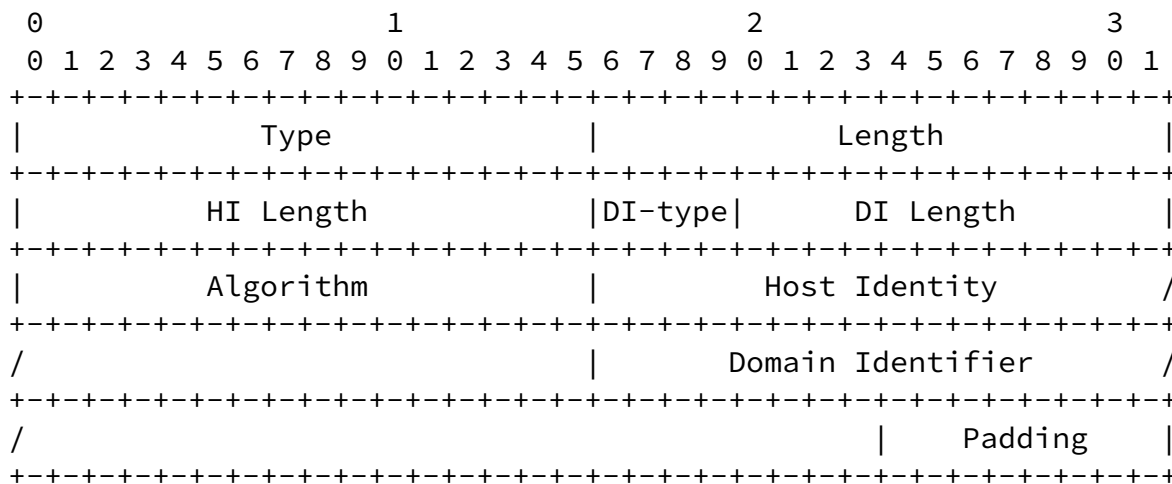 0                   1                   2                   3
 0 1 2 3 4 5 6 7 8 9 0 1 2 3 4 5 6 7 8 9 0 1 2 3 4 5 6 7 8 9 0 1
+-+-+-+-+-+-+-+-+-+-+-+-+-+-+-+-+-+-+-+-+-+-+-+-+-+-+-+-+-+-+-+-+
|             Type              |             Length            |
+-+-+-+-+-+-+-+-+-+-+-+-+-+-+-+-+-+-+-+-+-+-+-+-+-+-+-+-+-+-+-+-+
|          HI Length            |DI-type|      DI Length        |
+-+-+-+-+-+-+-+-+-+-+-+-+-+-+-+-+-+-+-+-+-+-+-+-+-+-+-+-+-+-+-+-+
|          Algorithm            |         Host Identity         /
+-+-+-+-+-+-+-+-+-+-+-+-+-+-+-+-+-+-+-+-+-+-+-+-+-+-+-+-+-+-+-+-+
/                               |       Domain Identifier       /
+-+-+-+-+-+-+-+-+-+-+-+-+-+-+-+-+-+-+-+-+-+-+-+-+-+-+-+-+-+-+-+-+
/                                               |    Padding    |
+-+-+-+-+-+-+-+-+-+-+-+-+-+-+-+-+-+-+-+-+-+-+-+-+-+-+-+-+-+-+-+-+